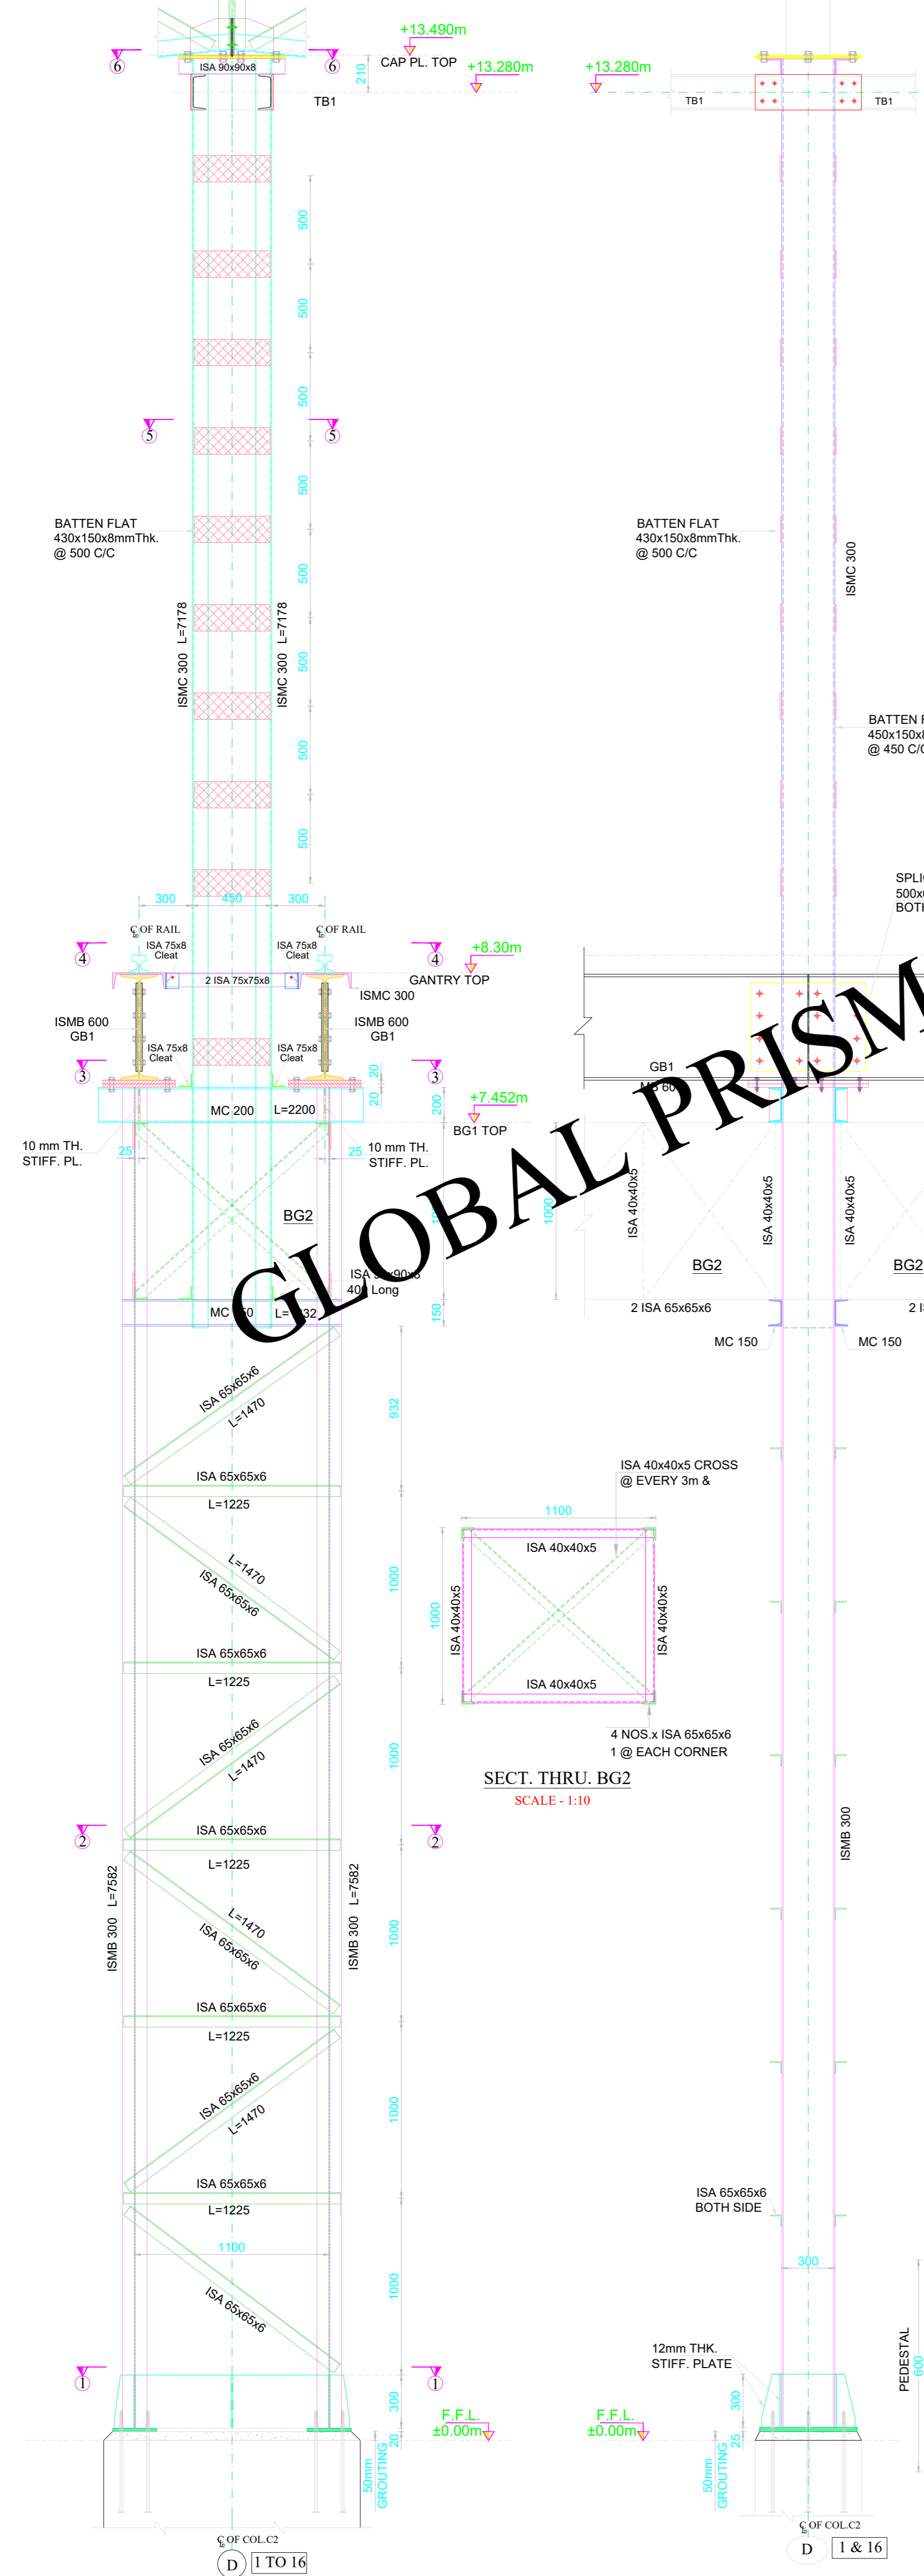 +13.490m
CAP PL. TOP
+13.280m
+13.280m
6
6
ISA 90x90x8
210
TB1
TB1
TB1
500
500
500
5
5
500
BATTEN FLAT
430x150x8mmThk.
@ 500 C/C
BATTEN FLAT
430x150x8mmThk.
@ 500 C/C
500
ISMC 300
ISMC 300 L=7178
ISMC 300 L=7178
500
500
450x150x8
@ 450 C/C
500
300
450
300
BOTH
℄ OF RAIL
℄ OF RAIL
ISA 75x8
Cleat
ISA 75x8
Cleat
4
4
+8.30m
GANTRY TOP
2 ISA 75x75x8
ISMC 300
ISMB 600
GB1
ISMB 600
GB1
ISA 75x8
Cleat
ISA 75x8
Cleat
3
3
20
20
200
GB1
MC 200 L=2200
+7.452m
BG1 TOP
10 mm TH.
STIFF. PL.
25
25
10 mm TH.
STIFF. PL.
GLOBAL PRISM
BG2
1000
ISA 40x40x5
ISA 40x40x5
ISA 40x40x5
BG2
BG2
400 Long
150
2 ISA 65x65x6
MC 150
MC 150
ISA 65x65x6
L=1470
932
ISA 65x65x6
L=1225
ISA 40x40x5 CROSS
@ EVERY 3m &
1100
ISA 40x40x5
L=1470
ISA 65x65x6
1000
1000
ISA 40x40x5
ISA 40x40x5
ISA 65x65x6
L=1225
ISA 40x40x5
ISA 65x65x6
L=1470
1000
4 NOS.x ISA 65x65x6
1 @ EACH CORNER
SECT. THRU. BG2
SCALE - 1:10
2
2
ISA 65x65x6
L=1225
ISMB 300
ISMB 300 L=7582
ISMB 300 L=7582
L=1470
ISA 65x65x6
1000
ISA 65x65x6
L=1225
ISA 65x65x6
L=1470
1000
ISA 65x65x6
L=1225
ISA 65x65x6
BOTH SIDE
1100
300
ISA 65x65x6
1000
12mm THK.
STIFF. PLATE
PEDESTAL
600
1
1
300
20
F.F.L.
±0.00m
F.F.L.
±0.00m
300
25
50mm
GROUTING
50mm
GROUTING
℄ OF COL.C2
D
1 TO 16
℄ OF COL.C2
D
1 & 16